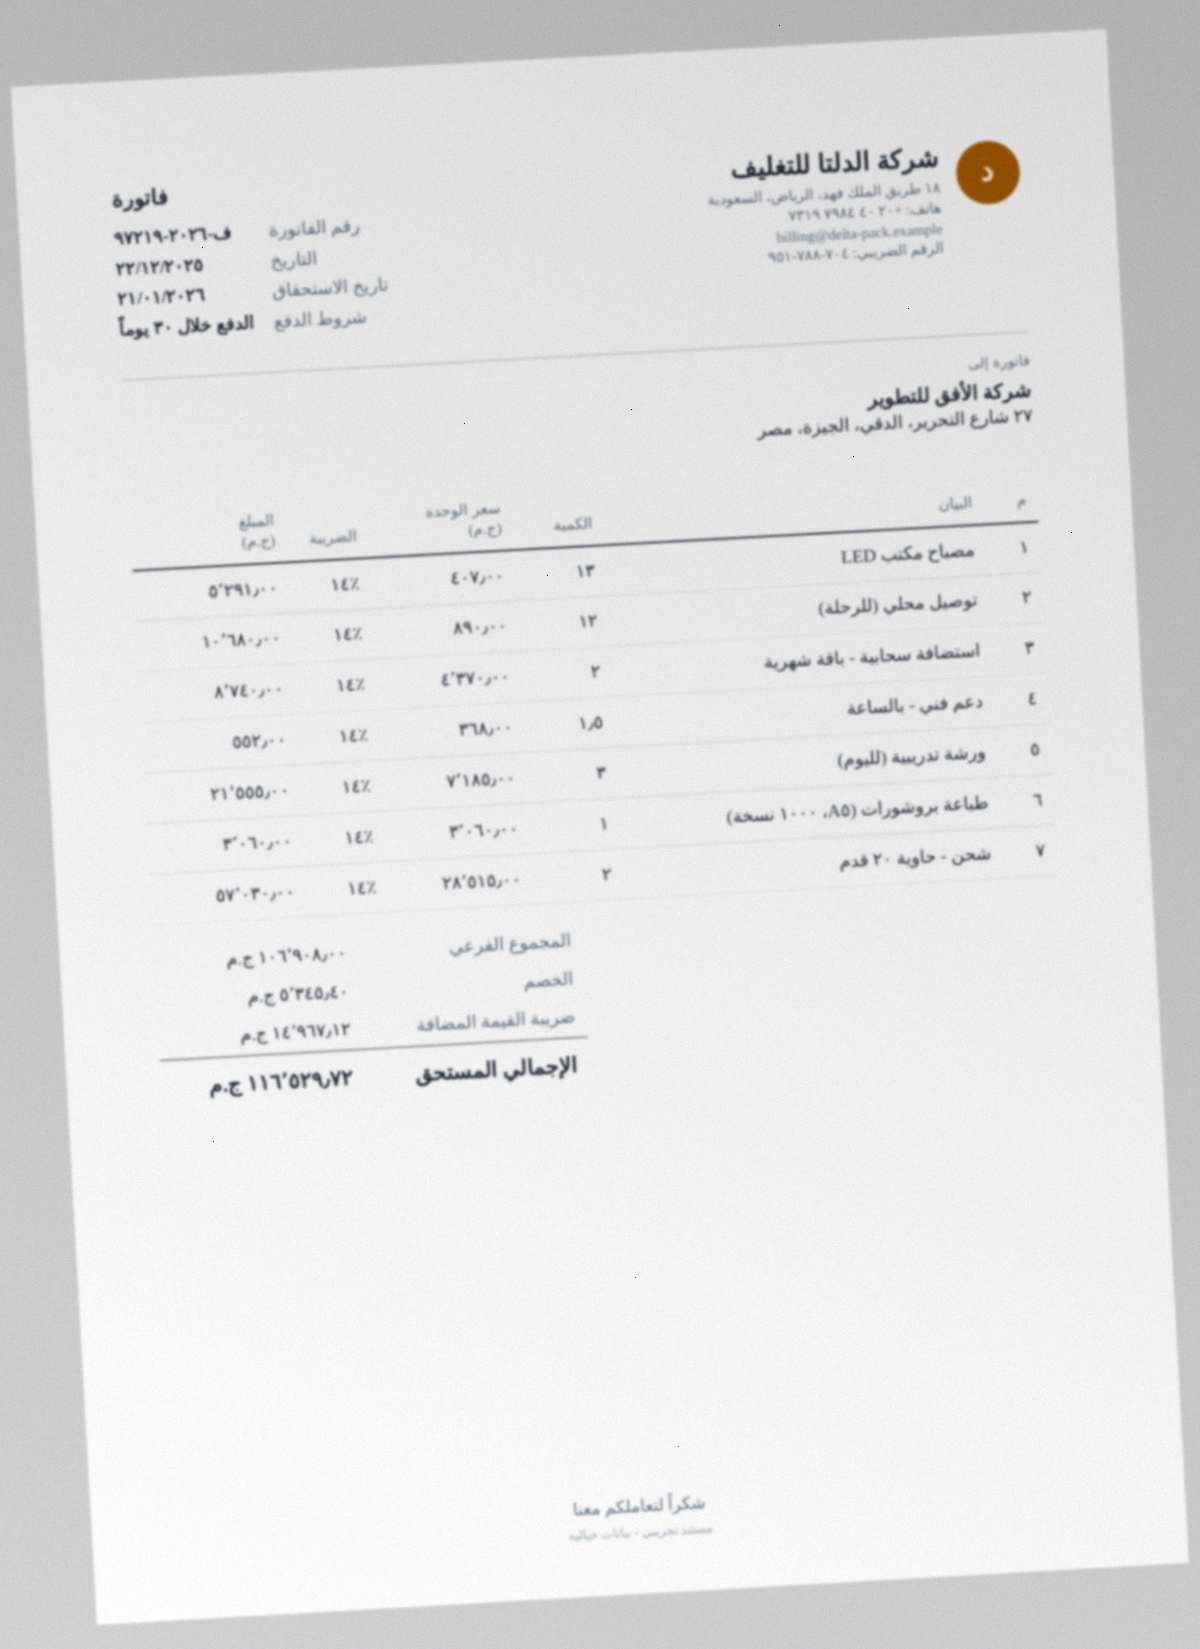 د
شركة الدلتا للتغليف
١٨ طريق الملك فهد، الرياض، السعودية
هاتف: +٢٠ ٤٠ ٧٩٨٤ ٧٣١٩
billing@delta-pack.example
الرقم الضريبي: ٧٠٤-٧٨٨-٩٥١
فاتورة
رقم الفاتورة ف-٢٠٢٦-٩٧٢١٩
التاريخ ٢٢/١٢/٢٠٢٥
تاريخ الاستحقاق ٢١/٠١/٢٠٢٦
شروط الدفع الدفع خلال ٣٠ يوماً
فاتورة إلى
شركة الأفق للتطوير
٢٧ شارع التحرير، الدقي، الجيزة، مصر
م البيان الكمية سعر الوحدة (ج.م) الضريبة المبلغ (ج.م)
١ مصباح مكتب LED ١٣ ٤٠٧٫٠٠ ١٤٪ ٥٬٢٩١٫٠٠
٢ توصيل محلي (للرحلة) ١٢ ٨٩٠٫٠٠ ١٤٪ ١٠٬٦٨٠٫٠٠
٣ استضافة سحابية - باقة شهرية ٢ ٤٬٣٧٠٫٠٠ ١٤٪ ٨٬٧٤٠٫٠٠
٤ دعم فني - بالساعة ١٫٥ ٣٦٨٫٠٠ ١٤٪ ٥٥٢٫٠٠
٥ ورشة تدريبية (لليوم) ٣ ٧٬١٨٥٫٠٠ ١٤٪ ٢١٬٥٥٥٫٠٠
٦ طباعة بروشورات (A٥، ١٠٠٠ نسخة) ١ ٣٬٠٦٠٫٠٠ ١٤٪ ٣٬٠٦٠٫٠٠
٧ شحن - حاوية ٢٠ قدم ٢ ٢٨٬٥١٥٫٠٠ ١٤٪ ٥٧٬٠٣٠٫٠٠
المجموع الفرعي ١٠٦٬٩٠٨٫٠٠ ج.م
الخصم ٥٬٣٤٥٫٤٠ ج.م
ضريبة القيمة المضافة ١٤٬٩٦٧٫١٢ ج.م
الإجمالي المستحق ١١٦٬٥٢٩٫٧٢ ج.م
شكراً لتعاملكم معنا
مستند تجريبي - بيانات خيالية